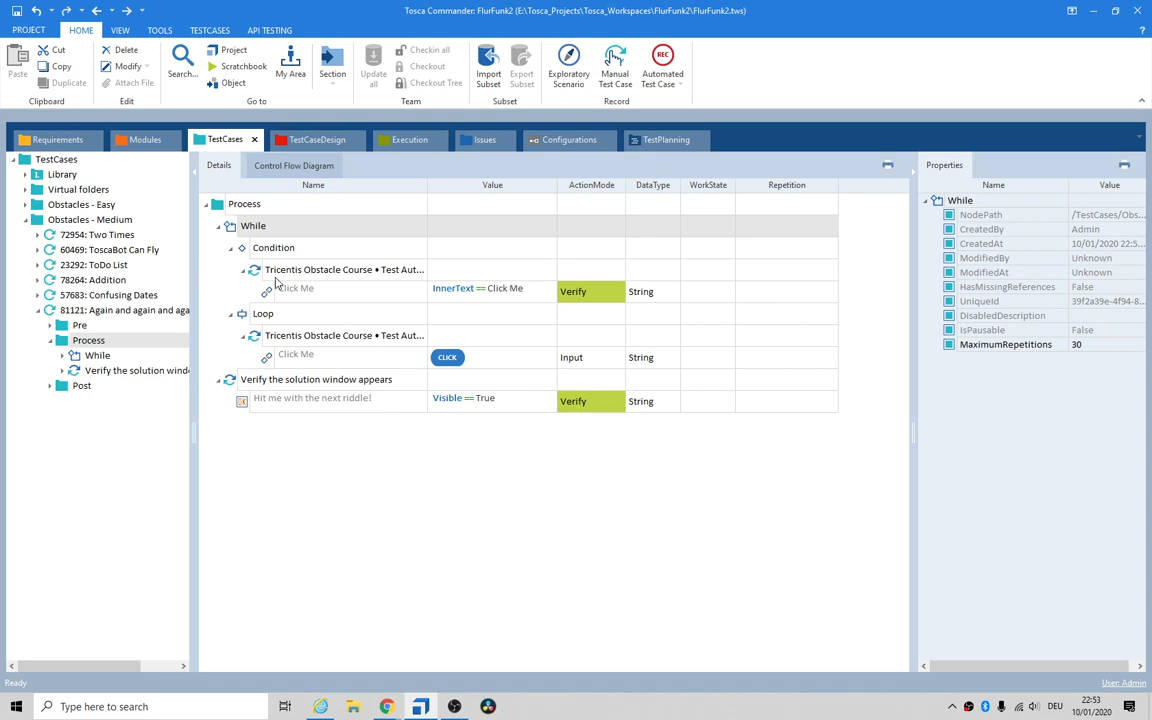 Tosca Commander: FlurFunk2 (E:\Tosca_Projects\Tosca_Workspaces\FlurFunk2\FlurFunk2.tws)
PROJECT HOME VIEW TOOLS TESTCASES API TESTING
Paste Cut Copy Duplicate
Clipboard
Delete Modify Attach File
Edit
Search... Project Scratchbook Object My Area Section
Go to
Update all Checkin all Checkout Checkout Tree
Team
Import Subset Export Subset
Subset
Exploratory Scenario Manual Test Case REC Automated Test Case
Record
Requirements Modules TestCases TestCaseDesign Execution Issues Configurations TestPlanning
TestCases
Library
Virtual folders
Obstacles - Easy
Obstacles - Medium
72954: Two Times
60469: ToscaBot Can Fly
23292: ToDo List
78264: Addition
57683: Confusing Dates
81121: Again and again and aga
Pre
Process
While
Verify the solution wind
Post
Details Control Flow Diagram
Name Value ActionMode DataType WorkState Repetition
Process
While
Condition
Tricentis Obstacle Course • Test Aut...
Click Me InnerText == Click Me Verify String
Loop
Tricentis Obstacle Course • Test Aut...
Click Me CLICK Input String
Verify the solution window appears
Hit me with the next riddle! Visible == True Verify String
Properties
Name Value
While
NodePath /TestCases/Obs...
CreatedBy Admin
CreatedAt 10/01/2020 22:5...
ModifiedBy Unknown
ModifiedAt Unknown
HasMissingReferences False
UniqueId 39f2a39e-4f94-8...
DisabledDescription
IsPausable False
MaximumRepetitions 30
Ready User: Admin
Type here to search
DEU
22:53
10/01/2020